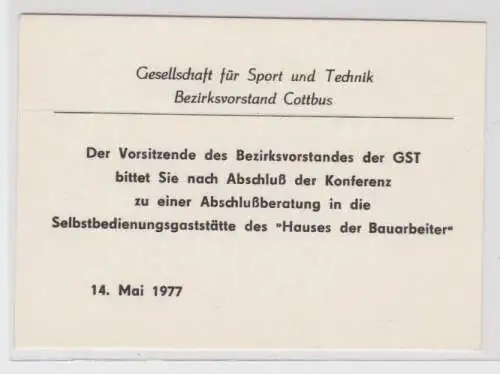 Gesellschaft für Sport und Technik
Bezirksvorstand Cottbus
Der Vorsitzende des Bezirksvorstandes der GST
bittet Sie nach Abschluß der Konferenz
zu einer Abschlußberatung in die
Selbstbedienungsgaststätte des "Hauses der Bauarbeiter"
14. Mai 1977